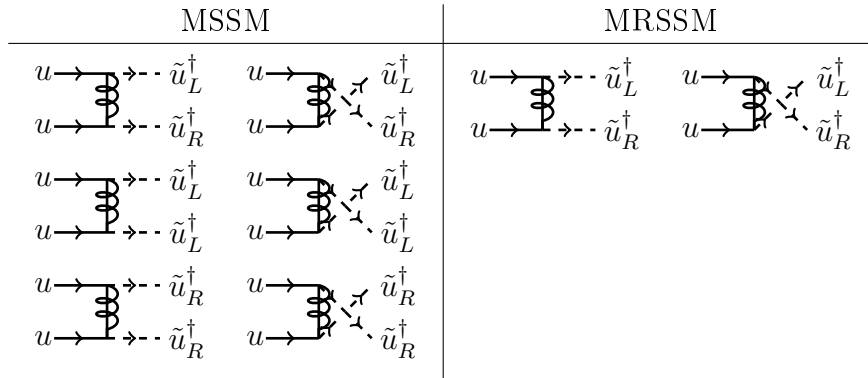 MSSM MRSSM
u ũ_L^† u ũ_L^† u ũ_L^† u ũ_L^†
u ũ_R^† u ũ_R^† u ũ_R^† u ũ_R^†
u ũ_L^† u ũ_L^†
u ũ_L^† u ũ_L^†
u ũ_R^† u ũ_R^†
u ũ_R^† u ũ_R^†